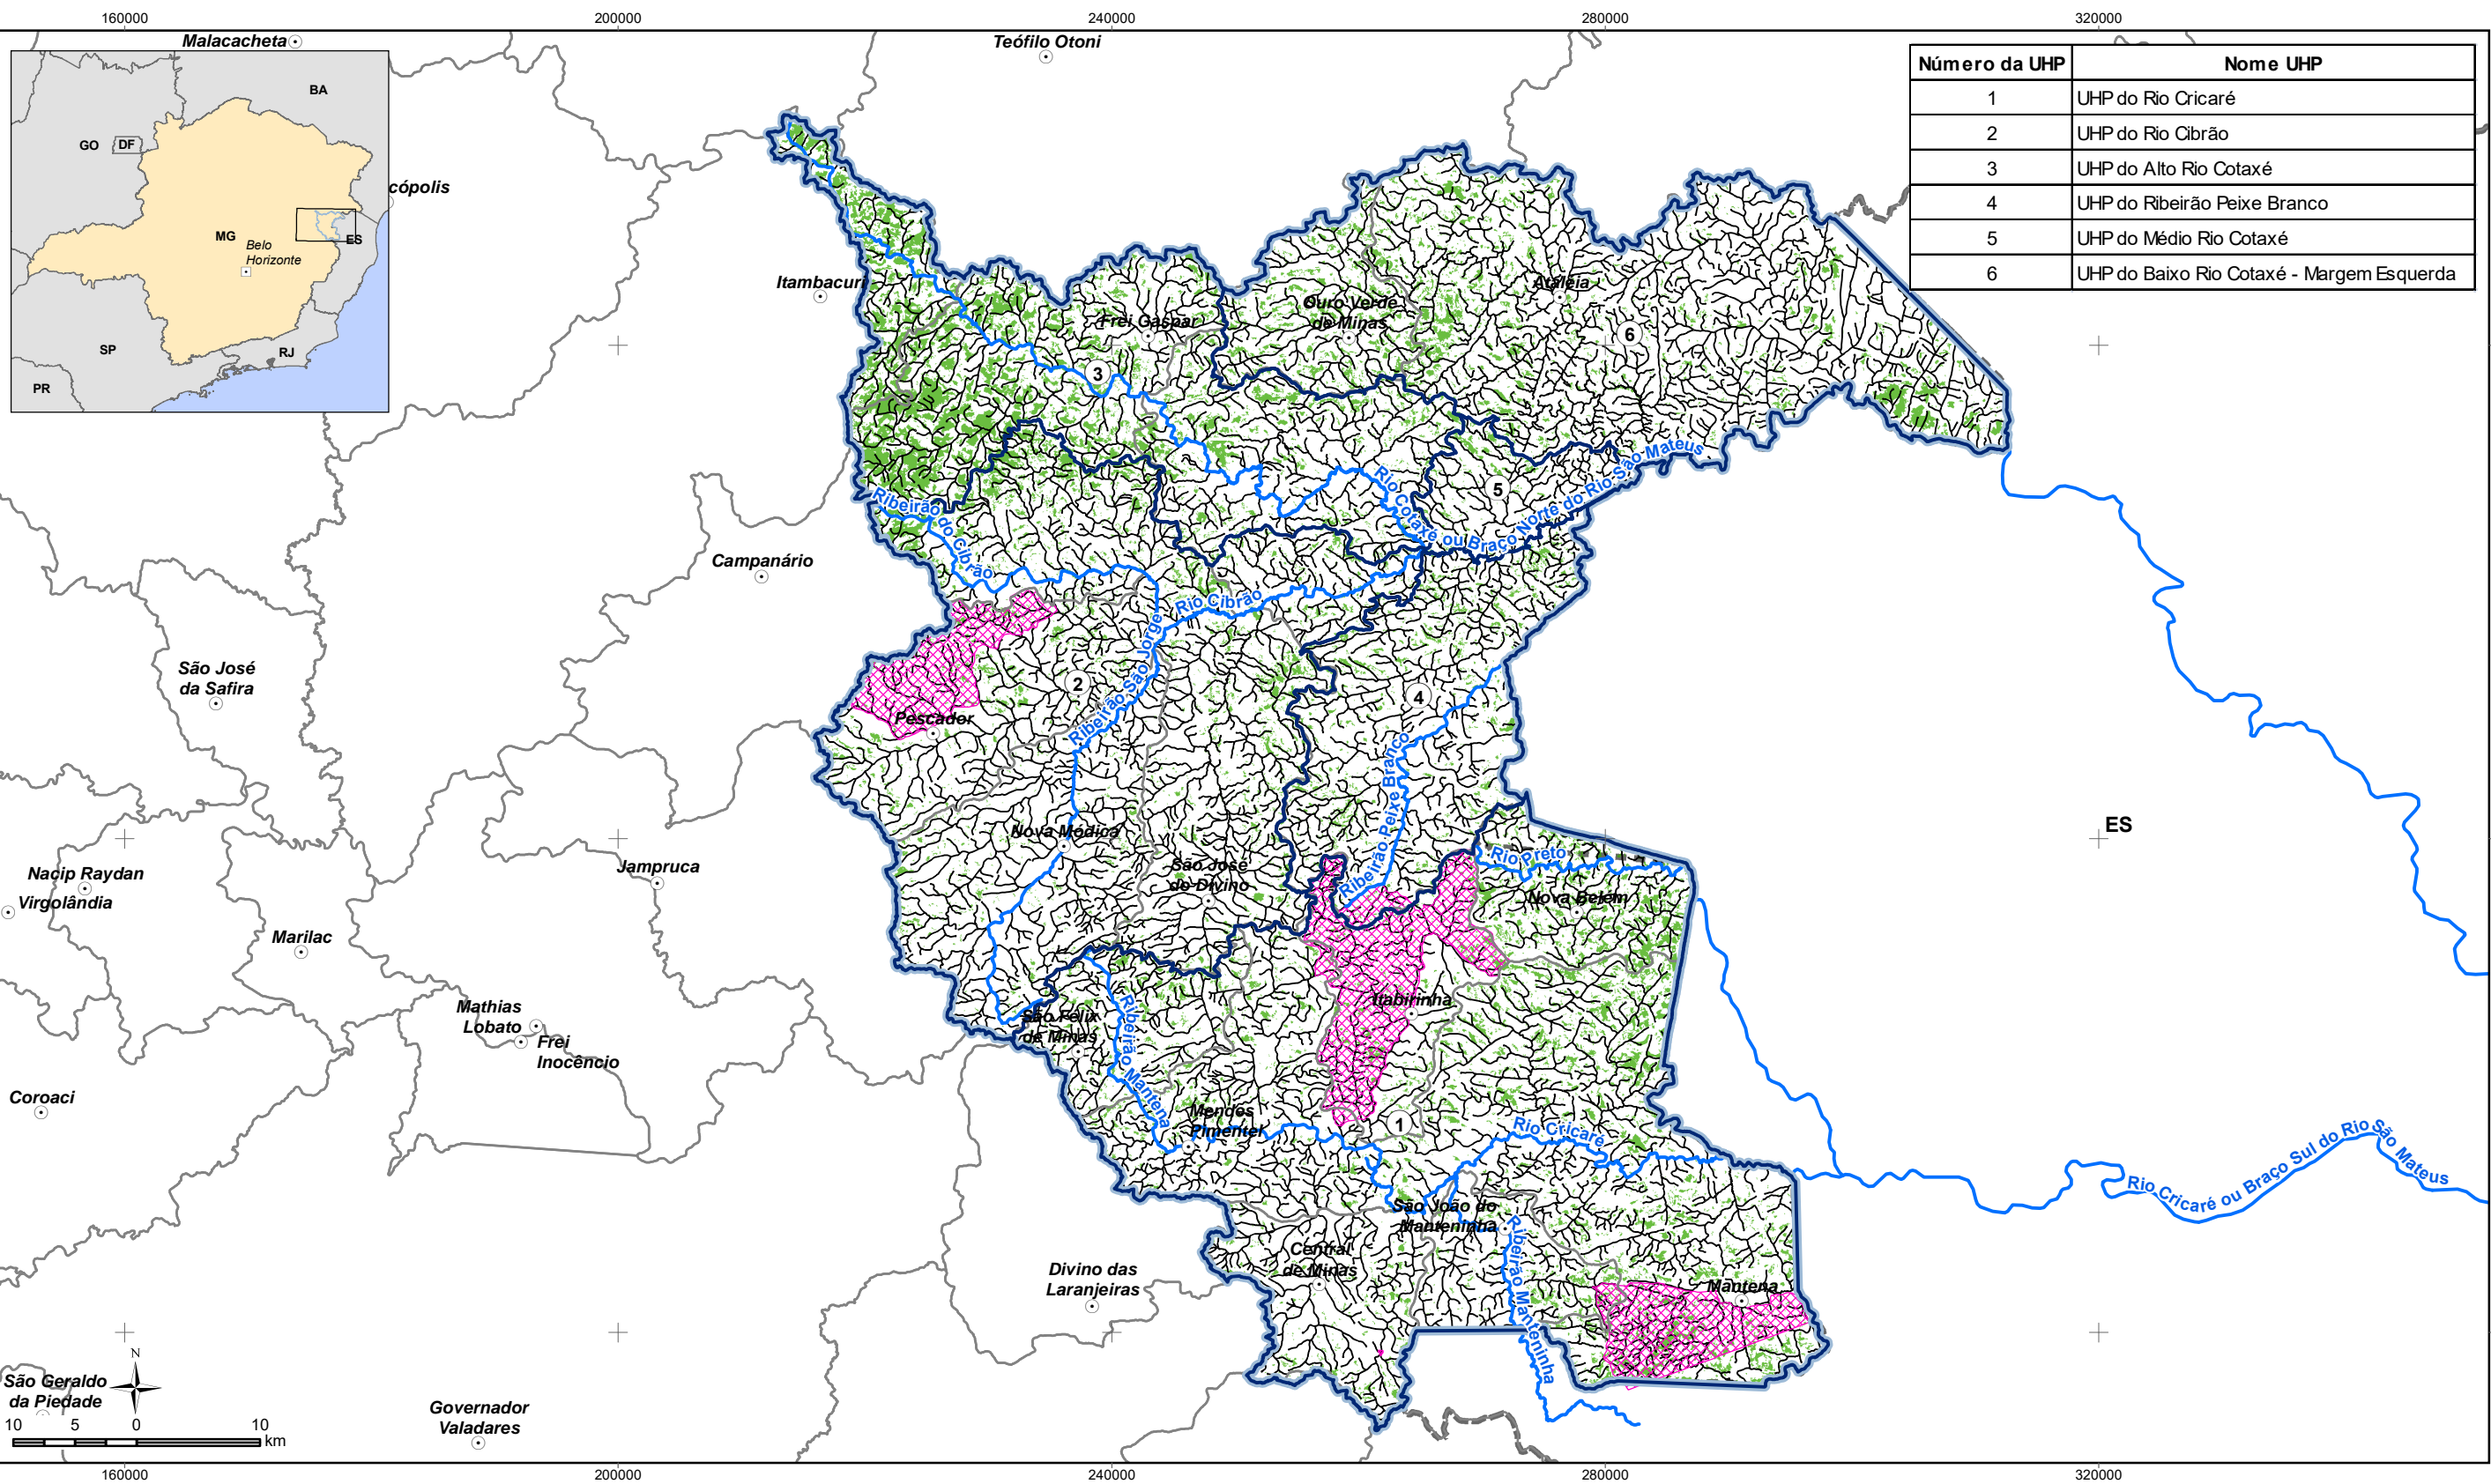 160000
200000
240000
280000
320000
Malacacheta
Teófilo Otoni
BA
GO
DF
MG
Belo
Horizonte
ES
SP
RJ
PR
cópolis
Número da UHP
Nome UHP
1
UHP do Rio Cricaré
2
UHP do Rio Cibrão
3
UHP do Alto Rio Cotaxé
4
UHP do Ribeirão Peixe Branco
5
UHP do Médio Rio Cotaxé
6
UHP do Baixo Rio Cotaxé - Margem Esquerda
Itambacuri
Frei Gaspar
Ouro Verde
de Minas
Ataléia
6
3
5
Rio Cotaxé ou Braço Norte do Rio São Mateus
Ribeirão do Cibrão
Campanário
Rio Cibrão
São José
da Safira
2
Ribeirão São Jorge
4
Pescador
Ribeirão Peixe Branco
Nova Módica
ES
Rio Preto
Jampruca
São José
do Divino
Nacip Raydan
Virgolândia
Nova Belém
Marilac
Itabirinha
Mathias
Lobato
Frei
Inocêncio
São Félix
de Minas
Ribeirão Mantena
Coroaci
Mendes
Pimentel
1
Rio Cricaré
Rio Cricaré ou Braço Sul do Rio São Mateus
São João do
Manteninha
Central
de Minas
Ribeirão Manteninha
Mantena
Divino das
Laranjeiras
N
São Geraldo
da Piedade
Governador
Valadares
10 5 0 10
km
160000
200000
240000
280000
320000